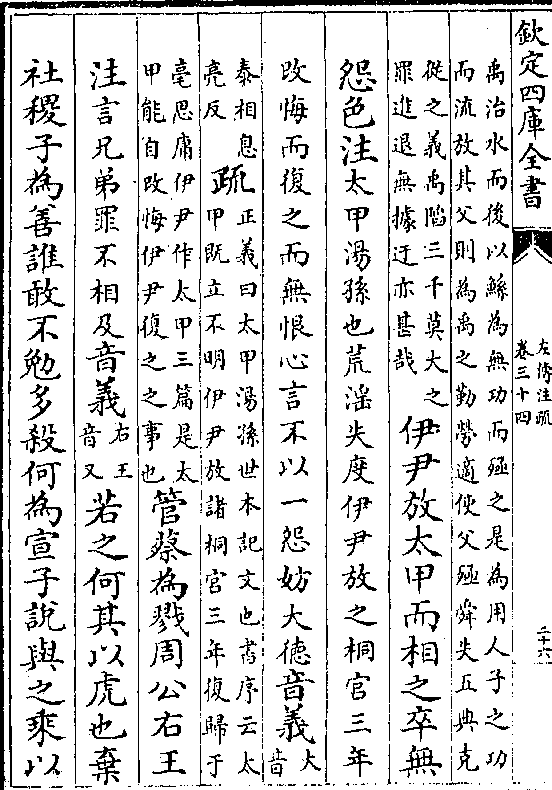 欽定四庫全書
左傳注疏
卷三十四
二十六
禹治水而後以鯀為無功而殛之是為用人子之功
而流放其父則為禹之勤勞適使父殛舜失五典克
從之義禹陷三千莫大之
罪進退無據迂亦甚哉
伊尹放太甲而相之卒無
怨色注太甲湯孫也荒滛失度伊尹放之桐宫三年
改悔而復之而無恨心言不以一怨妨大德音義大
音
泰相息
亮反
疏
正義曰太甲湯孫世本記文也書序云太
甲既立不明伊尹放諸桐宫三年復歸于
亳思庸伊尹作太甲三篇是太
甲能自改悔伊尹復之之事也
管蔡為戮周公右王
注言兄弟罪不相及音義
右王
音又
若之何其以虎也棄
社稷子為善誰敢不勉多殺何為宣子說與之乘以